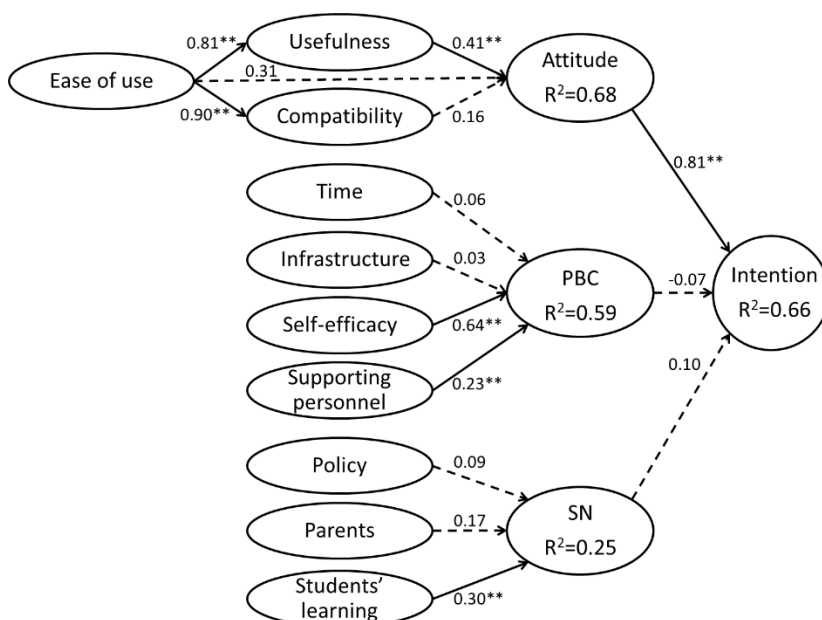 Usefulness
0.81**
0.41**
Attitude
R²=0.68
Ease of use
0.31
0.90**
Compatibility
0.16
0.81**
Time
0.06
Infrastructure
0.03
PBC
R²=0.59
-0.07
Intention
R²=0.66
Self-efficacy
0.64**
Supporting
personnel
0.23**
0.10
Policy
0.09
Parents
0.17
SN
R²=0.25
Students’
learning
0.30**